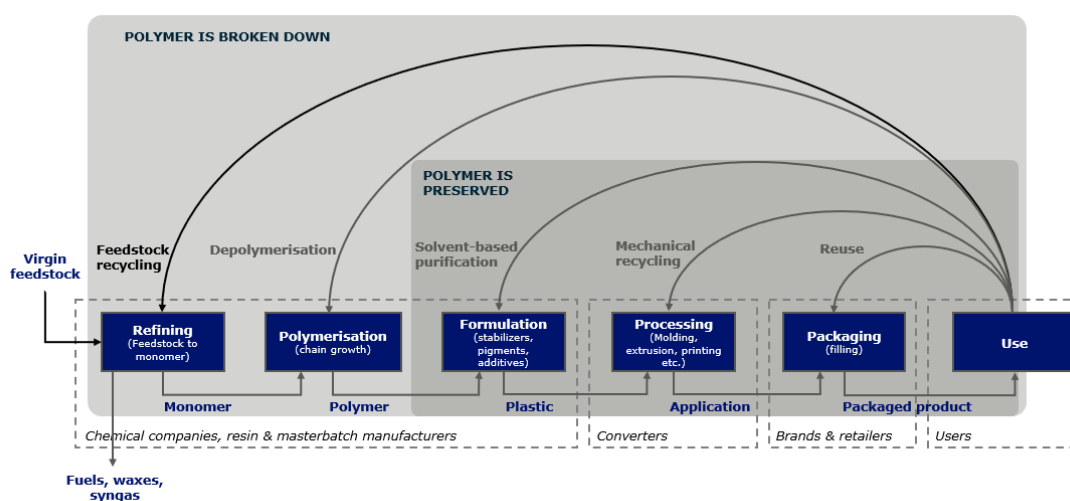 POLYMER IS BROKEN DOWN
POLYMER IS
PRESERVED
Feedstock
recycling
Depolymerisation
Solvent-based
purification
Mechanical
recycling
Reuse
Virgin
feedstock
Refining
(Feedstock to
monomer)
Polymerisation
(chain growth)
Formulation
(stabilizers,
pigments,
additives)
Processing
(Molding,
extrusion, printing
etc.)
Packaging
(filling)
Use
Monomer
Polymer
Plastic
Application
Packaged product
Chemical companies, resin & masterbatch manufacturers
Converters
Brands & retailers
Users
Fuels, waxes,
syngas